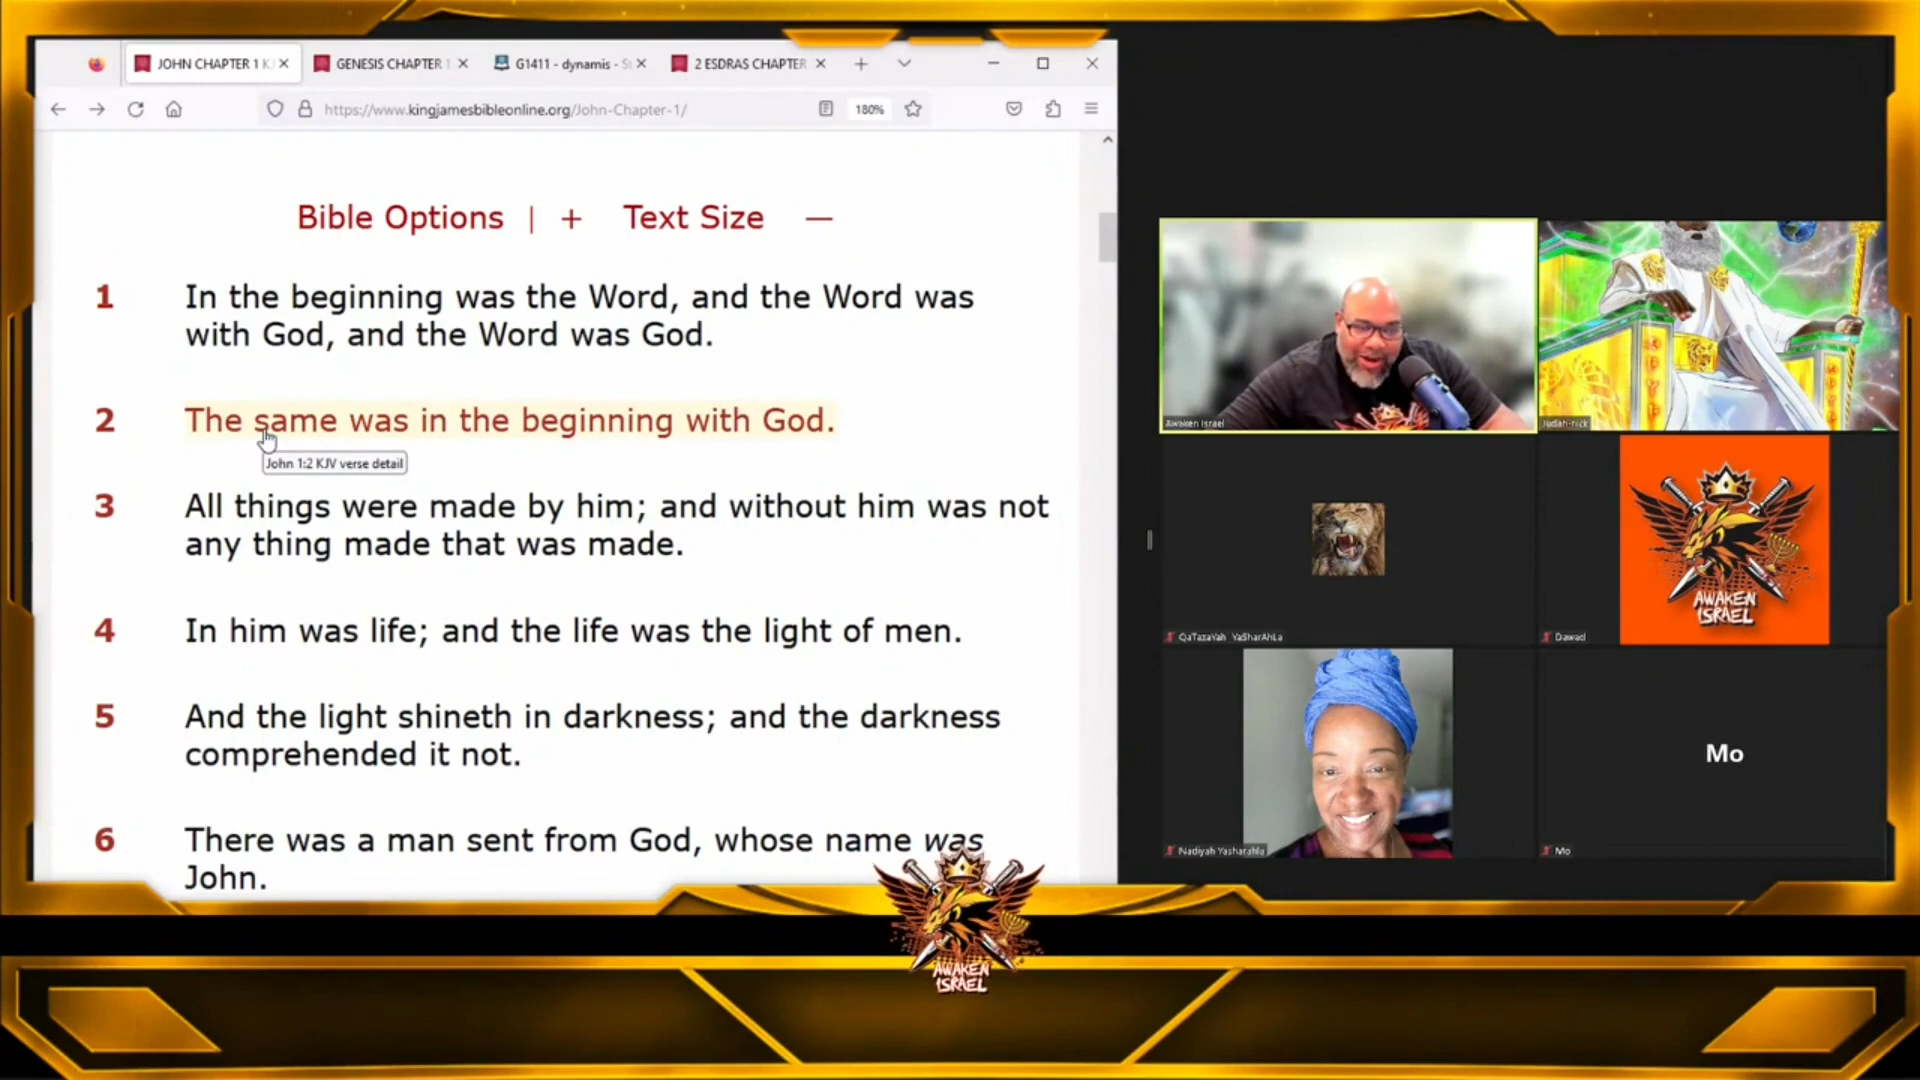 JOHN CHAPTER 1 K
GENESIS CHAPTER 1
G1411 - dynamis - St
2 ESDRAS CHAPTER
https://www.kingjamesbibleonline.org/John-Chapter-1/
180%
Bible Options | + Text Size —
1 In the beginning was the Word, and the Word was
with God, and the Word was God.
2 The same was in the beginning with God.
John 1:2 KJV verse detail
3 All things were made by him; and without him was not
any thing made that was made.
4 In him was life; and the life was the light of men.
5 And the light shineth in darkness; and the darkness
comprehended it not.
6 There was a man sent from God, whose name was
John.
Awaken Israel
Judah-nick
QaTazaYah YaSharAhLa
Dawad
AWAKEN
ISRAEL
Nadiyah Yasharahla
Mo
Mo
AWAKEN
ISRAEL